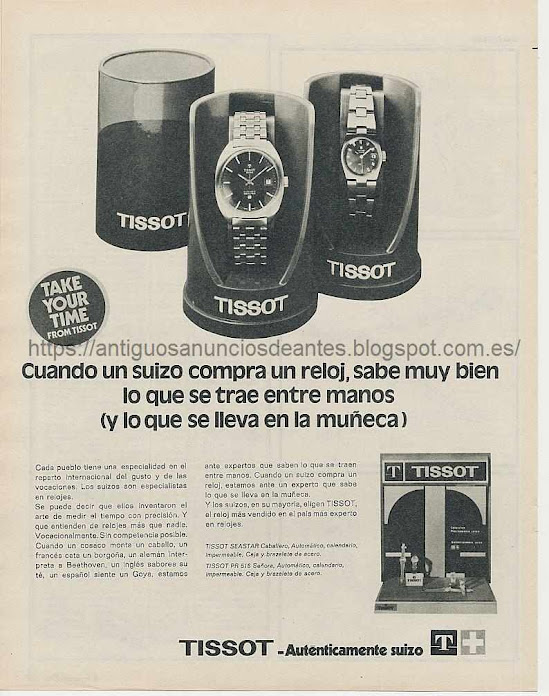 TISSOT
TISSOT
TISSOT
TAKE
YOUR
TIME
FROM TISSOT
https://antiguosanunciosdeantes.blogspot.com.es/
Cuando un suizo compra un reloj, sabe muy bien
lo que se trae entre manos
(y lo que se lleva en la muñeca)
Cada pueblo tiene una especialidad en el
reparto internacional del gusto y de las
vocaciones. Los suizos son especialistas
en relojes.
Se puede decir que ellos inventaron el
arte de medir el tiempo con precisión. Y
que entienden de relojes más que nadie.
Vocacionalmente. Sin competencia posible.
Cuando un cosaco monta un caballo, un
francés cata un borgoña, un alemán inter-
preta a Beethoven, un inglés saborea su
té, un español siente un Goya, estamos
ante expertos que saben lo que se traen
entre manos. Cuando un suizo compra un
reloj, estamos ante un experto que sabe
lo que se lleva en la muñeca.
Y los suizos, en su mayoría, eligen TISSOT,
el reloj más vendido en el país más experto
en relojes.
TISSOT SEASTAR Caballero, Automático, calendario,
impermeable. Caja y brazalete de acero.
TISSOT PR 516 Señora, Automático, calendario,
impermeable. Caja y brazalete de acero.
T TISSOT
TISSOT - Autenticamente suizo T